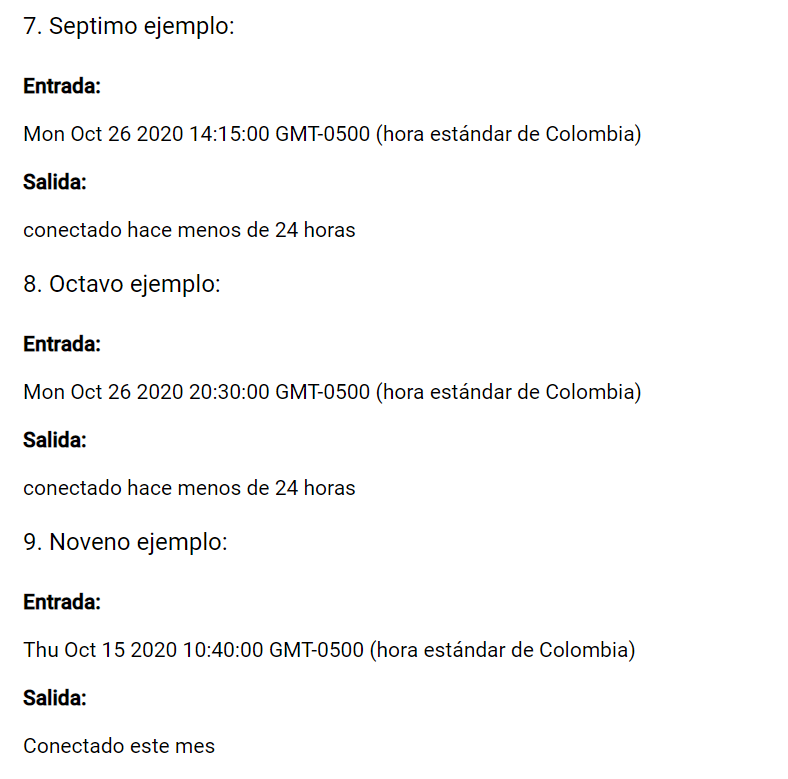 7. Septimo ejemplo:
Entrada:
Mon Oct 26 2020 14:15:00 GMT-0500 (hora estándar de Colombia)
Salida:
conectado hace menos de 24 horas
8. Octavo ejemplo:
Entrada:
Mon Oct 26 2020 20:30:00 GMT-0500 (hora estándar de Colombia)
Salida:
conectado hace menos de 24 horas
9. Noveno ejemplo:
Entrada:
Thu Oct 15 2020 10:40:00 GMT-0500 (hora estándar de Colombia)
Salida:
Conectado este mes